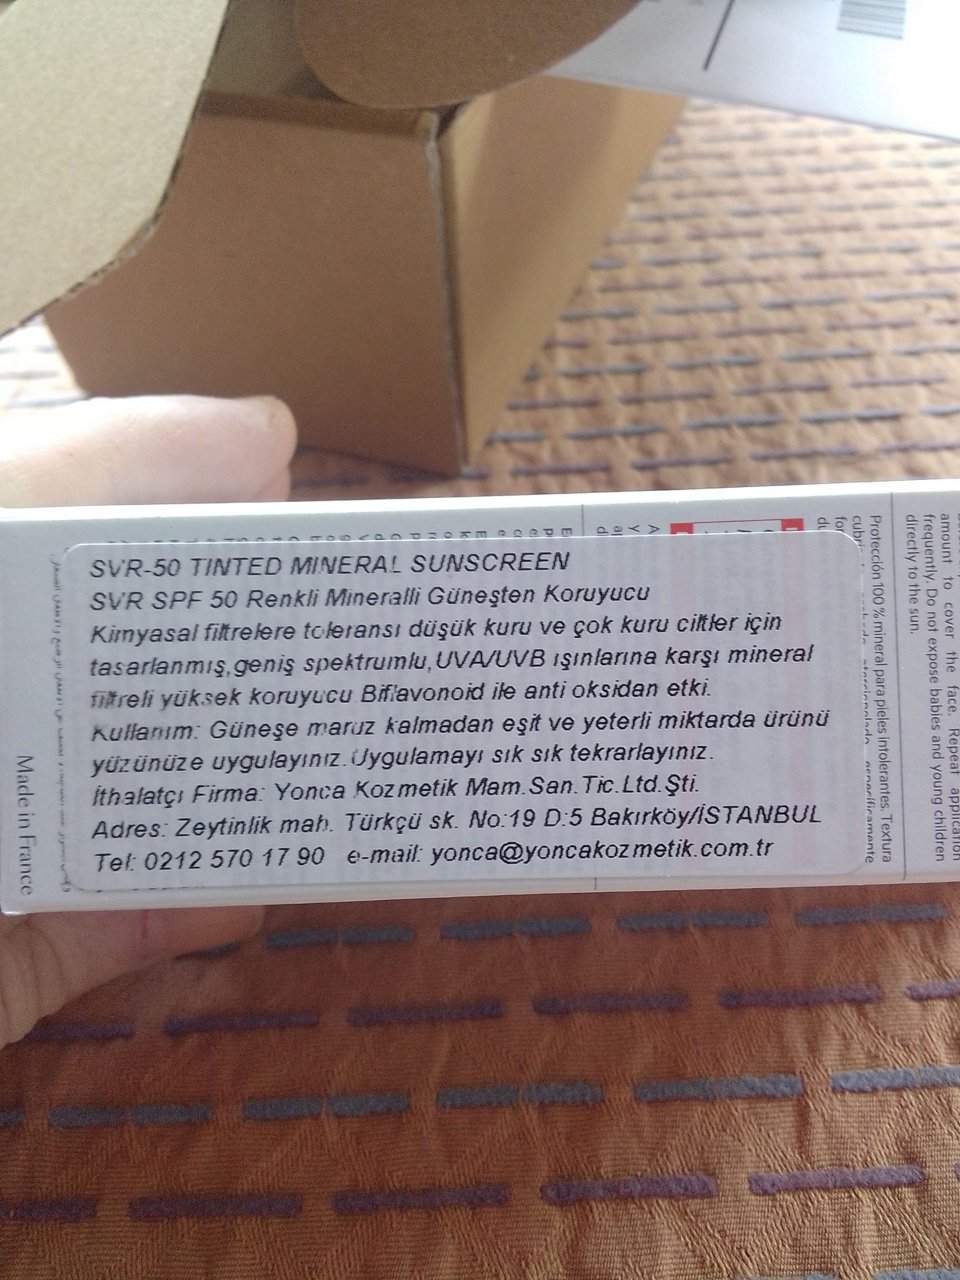 SVR-50 TINTED MINERAL SUNSCREEN
SVR SPF 50 Renkli Mineralli Güneşten Koruyucu
Kimyasal filtrelere toleransı düşük kuru ve çok kuru ciltler için
tasarlanmış,geniş spektrumlu,UVA/UVB ışınlarına karşı mineral
filtreli yüksek koruyucu.Biflavonoid ile anti oksidan etki.
Kullanım: Güneşe maruz kalmadan eşit ve yeterli miktarda ürünü
yüzünüze uygulayınız.Uygulamayı sık sık tekrarlayınız.
İthalatçı Firma: Yonca Kozmetik Mam.San.Tic.Ltd.Şti.
Adres: Zeytinlik mah. Türkçü sk. No:19 D:5 Bakırköy/İSTANBUL
Tel: 0212 570 17 90 e-mail: yonca@yoncakozmetik.com.tr
Made in France
amount to cover the face. Repeat application
frequently. Do not expose babies and young children
directly to the sun.
Protección 100 % mineral para pieles intolerantes. Textura
específicamente